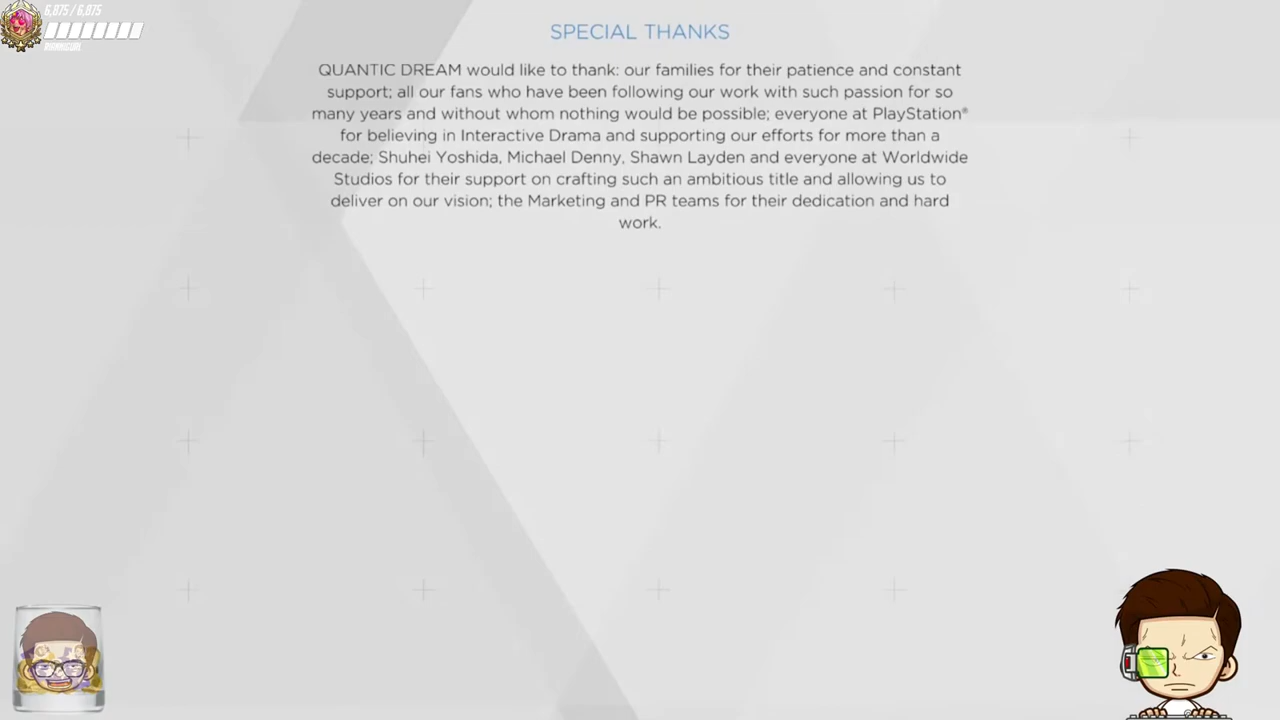 6,875 / 6,875
SPECIAL THANKS
QUANTIC DREAM would like to thank: our families for their patience and constant
support; all our fans who have been following our work with such passion for so
many years and without whom nothing would be possible; everyone at PlayStation®
for believing in Interactive Drama and supporting our efforts for more than a
decade; Shuhei Yoshida, Michael Denny, Shawn Layden and everyone at Worldwide
Studios for their support on crafting such an ambitious title and allowing us to
deliver on our vision; the Marketing and PR teams for their dedication and hard
work.